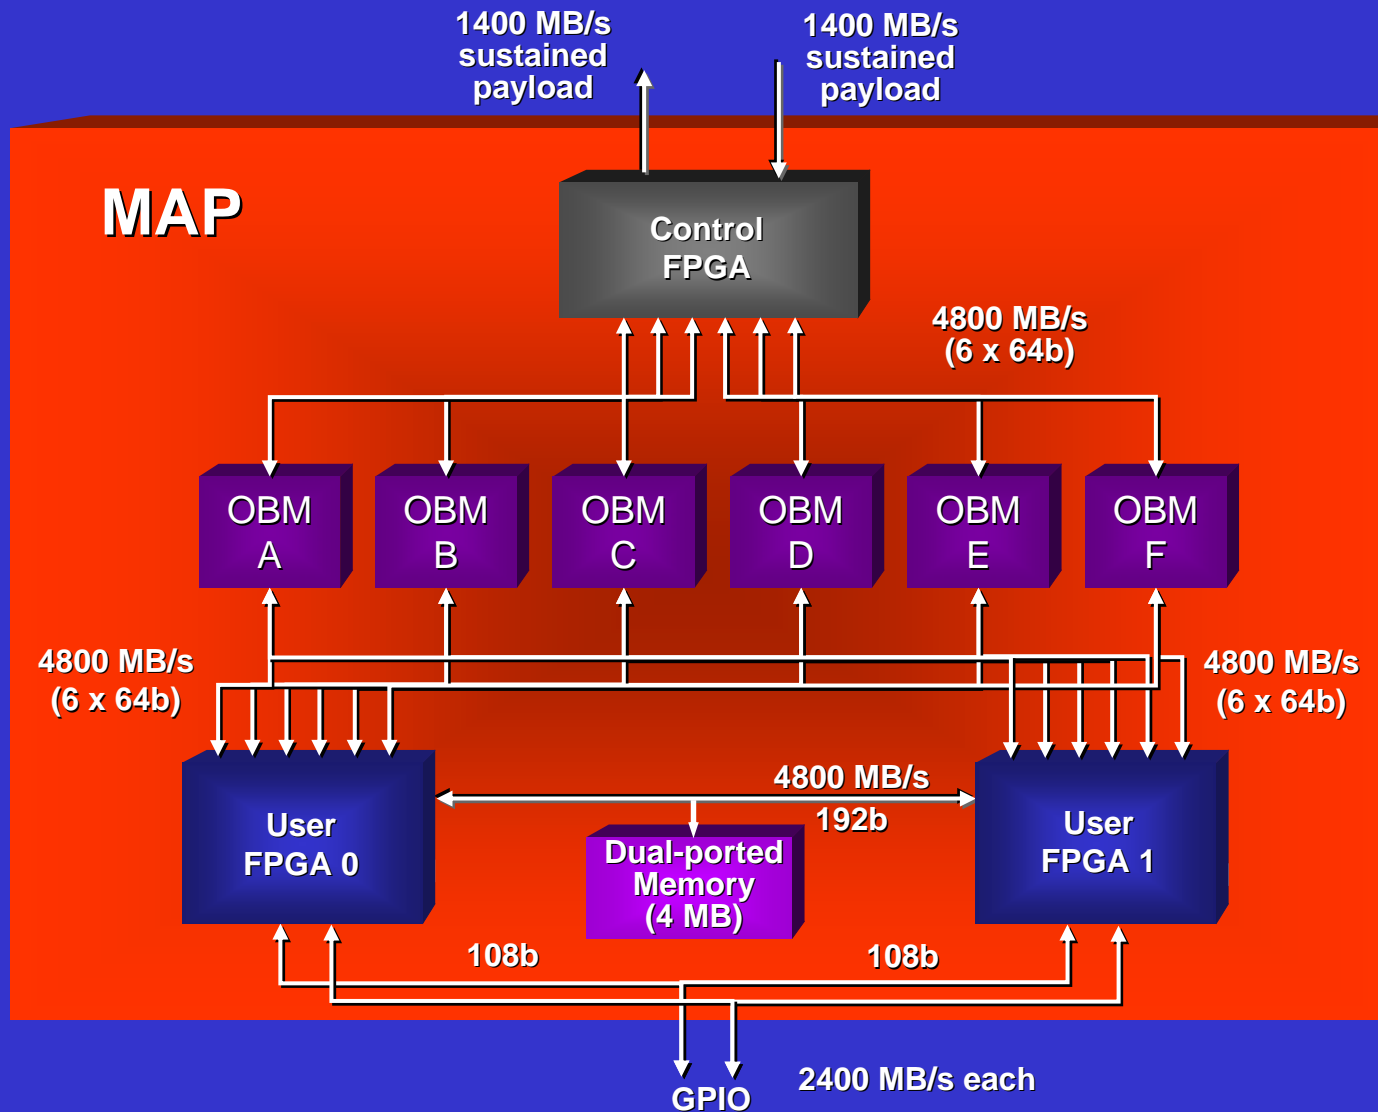 1400 MB/s
sustained
payload
1400 MB/s
sustained
payload
MAP
Control
FPGA
4800 MB/s
(6 x 64b)
OBM
A
OBM
B
OBM
C
OBM
D
OBM
E
OBM
F
4800 MB/s
(6 x 64b)
4800 MB/s
(6 x 64b)
4800 MB/s
192b
User
FPGA 0
Dual-ported
Memory
(4 MB)
User
FPGA 1
108b
108b
GPIO
2400 MB/s each